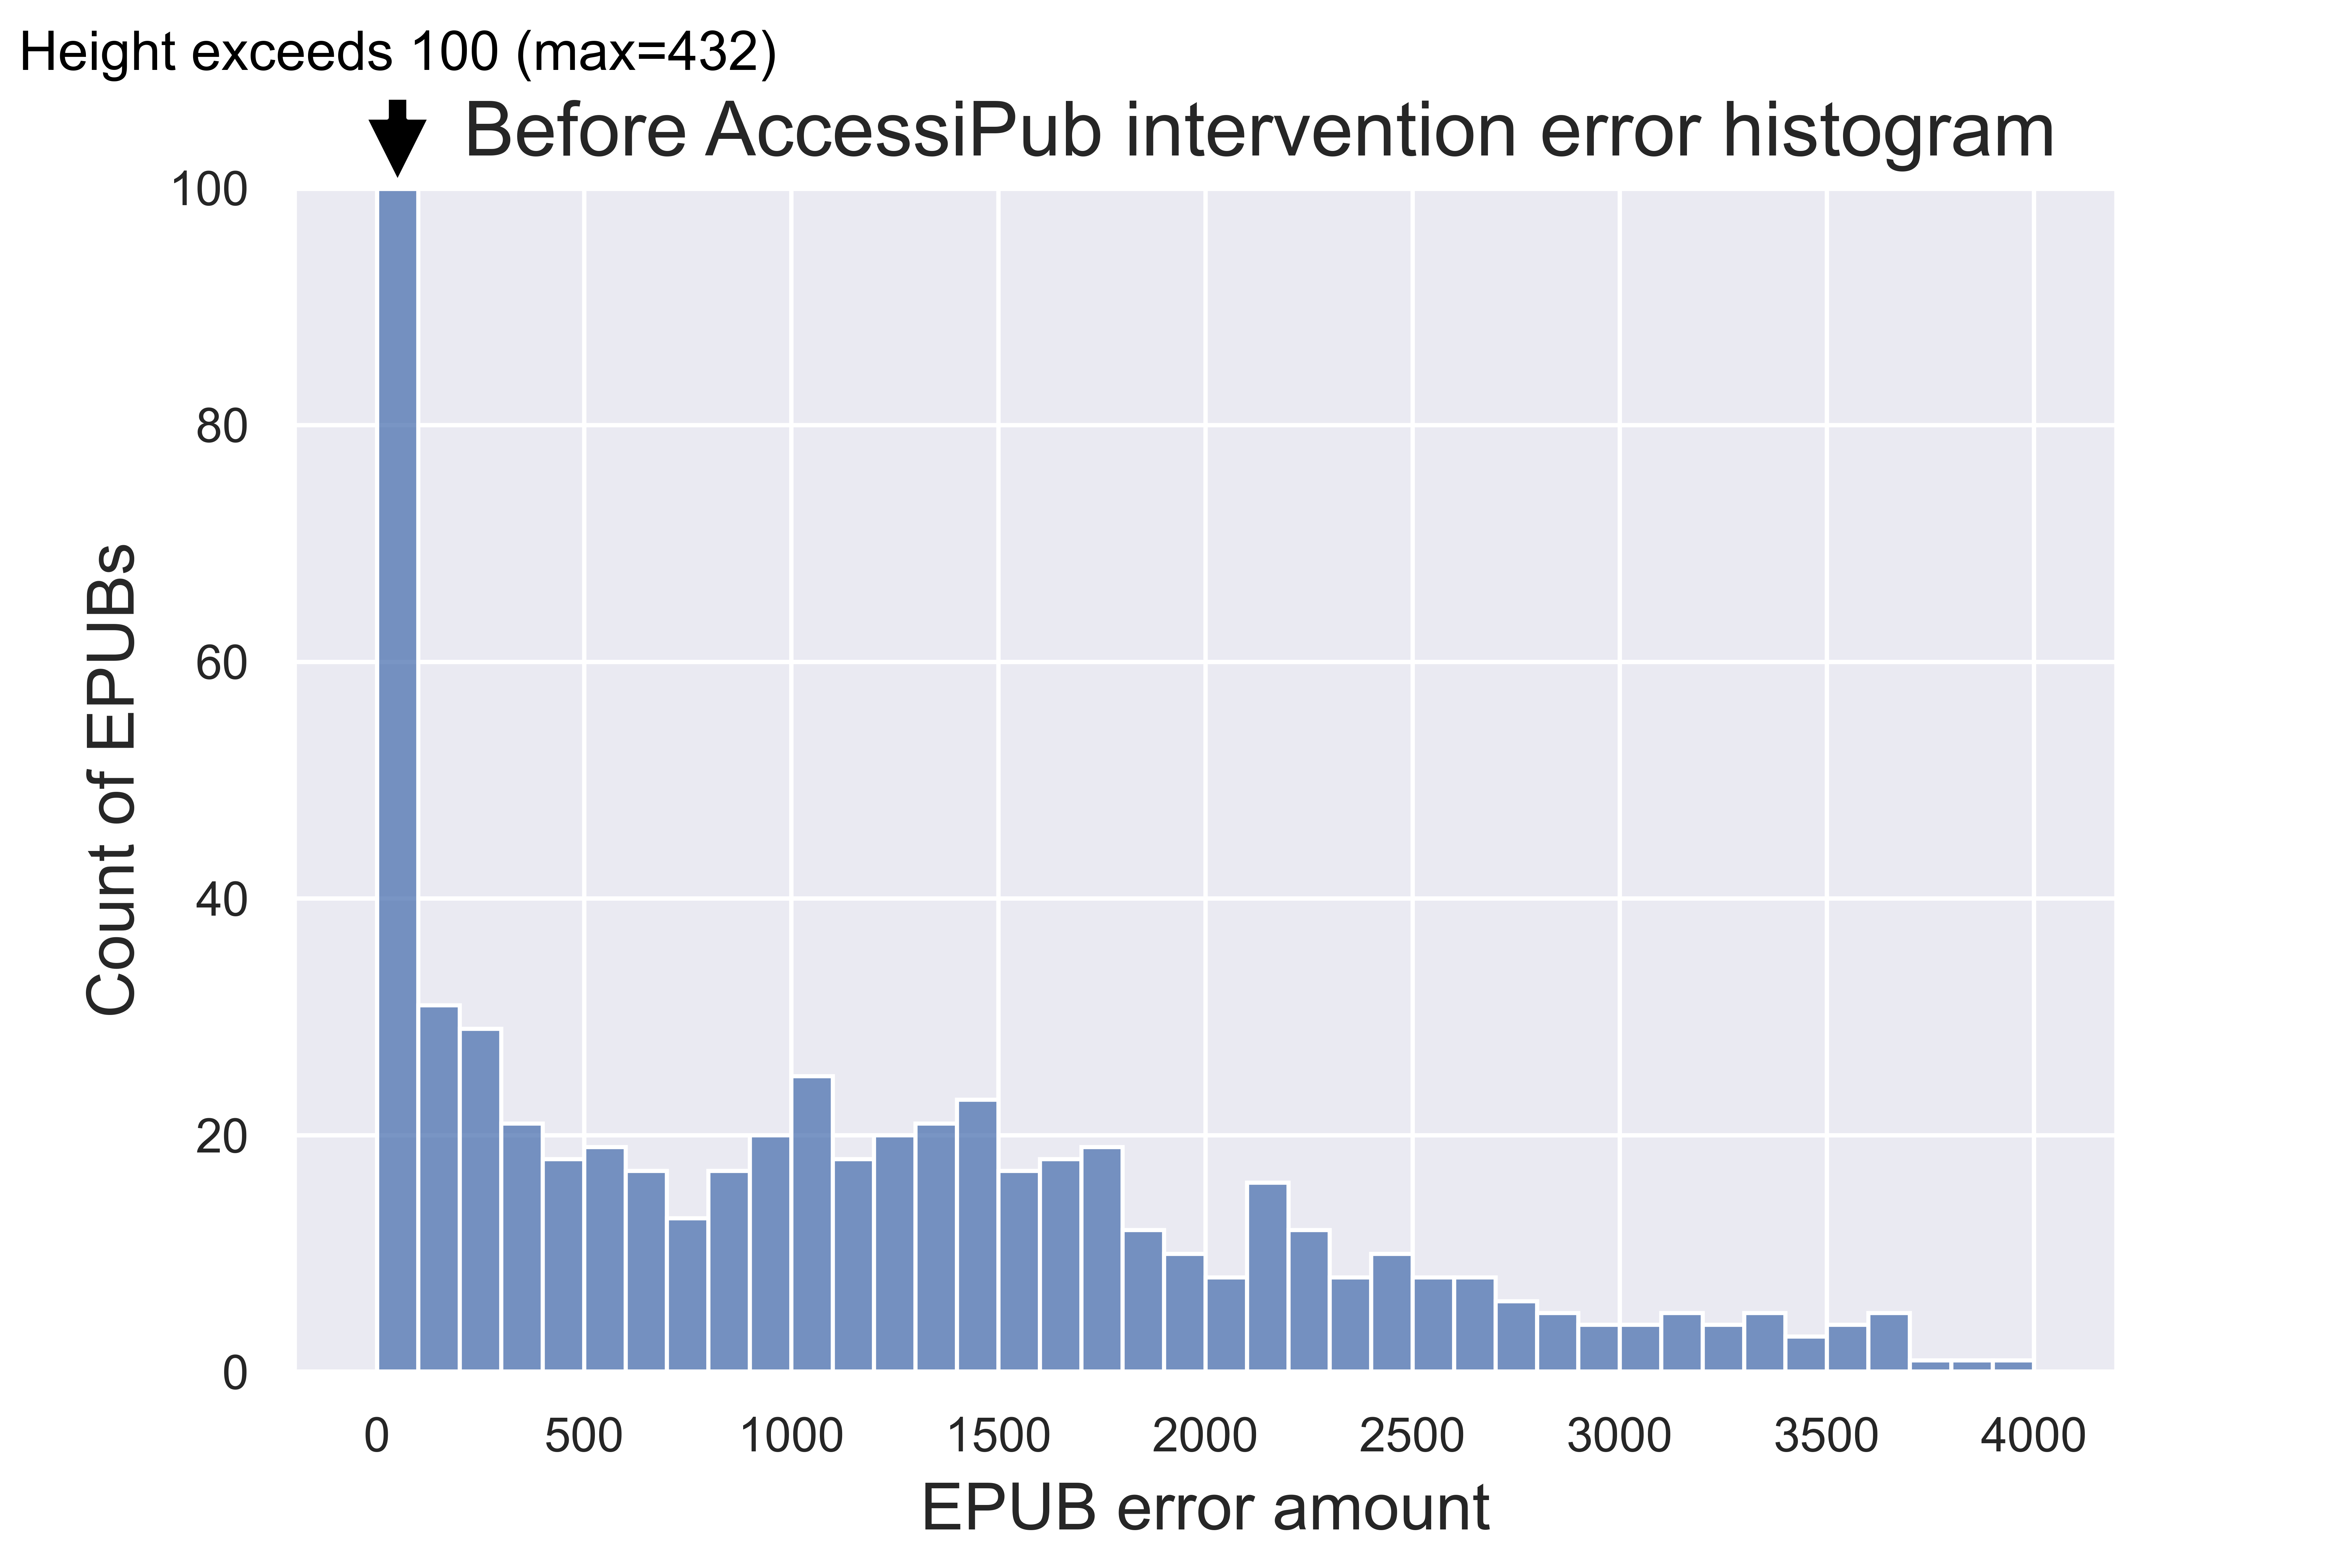 Height exceeds 100 (max=432)
Before AccessiPub intervention error histogram
100
80
60
40
20
0
Count of EPUBs
0 500 1000 1500 2000 2500 3000 3500 4000
EPUB error amount